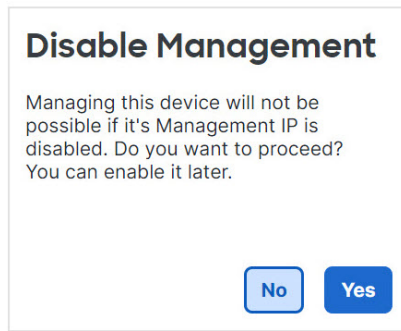 Disable Management
Managing this device will not be
possible if it's Management IP is
disabled. Do you want to proceed?
You can enable it later.
No
Yes